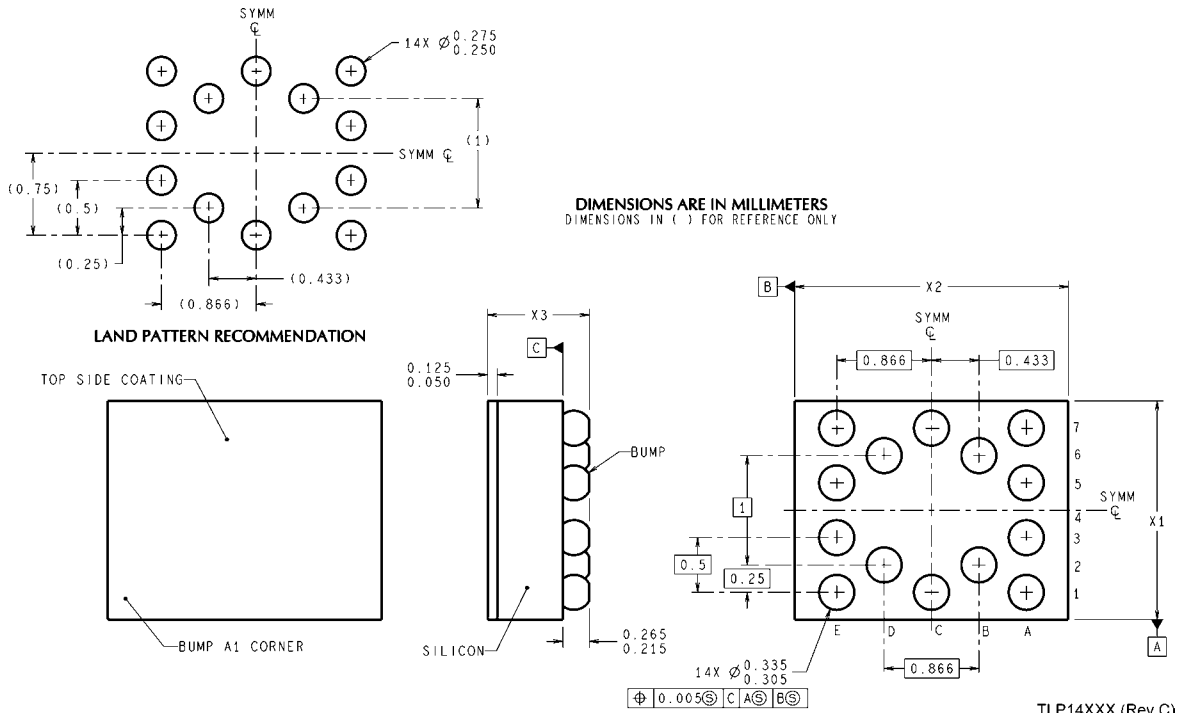 SYMM
℄
14X Ø 0.275
0.250
(1)
SYMM ℄
(0.75)
(0.5)
(0.25)
(0.433)
(0.866)
LAND PATTERN RECOMMENDATION
DIMENSIONS ARE IN MILLIMETERS
DIMENSIONS IN ( ) FOR REFERENCE ONLY
TOP SIDE COATING
BUMP A1 CORNER
X3
C
0.125
0.050
BUMP
SILICON
0.265
0.215
B
X2
SYMM
℄
0.866
0.433
7
6
5
4
3
2
1
SYMM
℄
X1
1
0.5
0.25
E D C B A
A
0.866
14X Ø 0.335
0.305
⌖ 0.005Ⓢ C AⓈ BⓈ
TLP14XXX (Rev C)